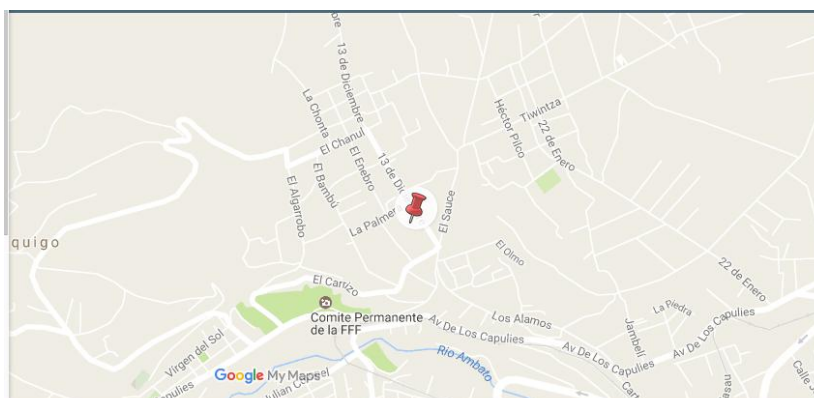 13 de Diciembre
La Chonta
Héctor Pilco
Tiwintza
22 de Enero
El Chanul
El Enebro
13 de Dic
El Bambú
El Algarrobo
El Sauce
La Palmer
quigo
El Olmo
El Carrizo
22 de Enero
La Piedra
Comite Permanente
de la FFF
Los Alamos
Av De Los Capulies
Jambelí
Av De Los Capulies
Av De Los Capulies
Virgen del Sol
Río Ambato
Google My Maps